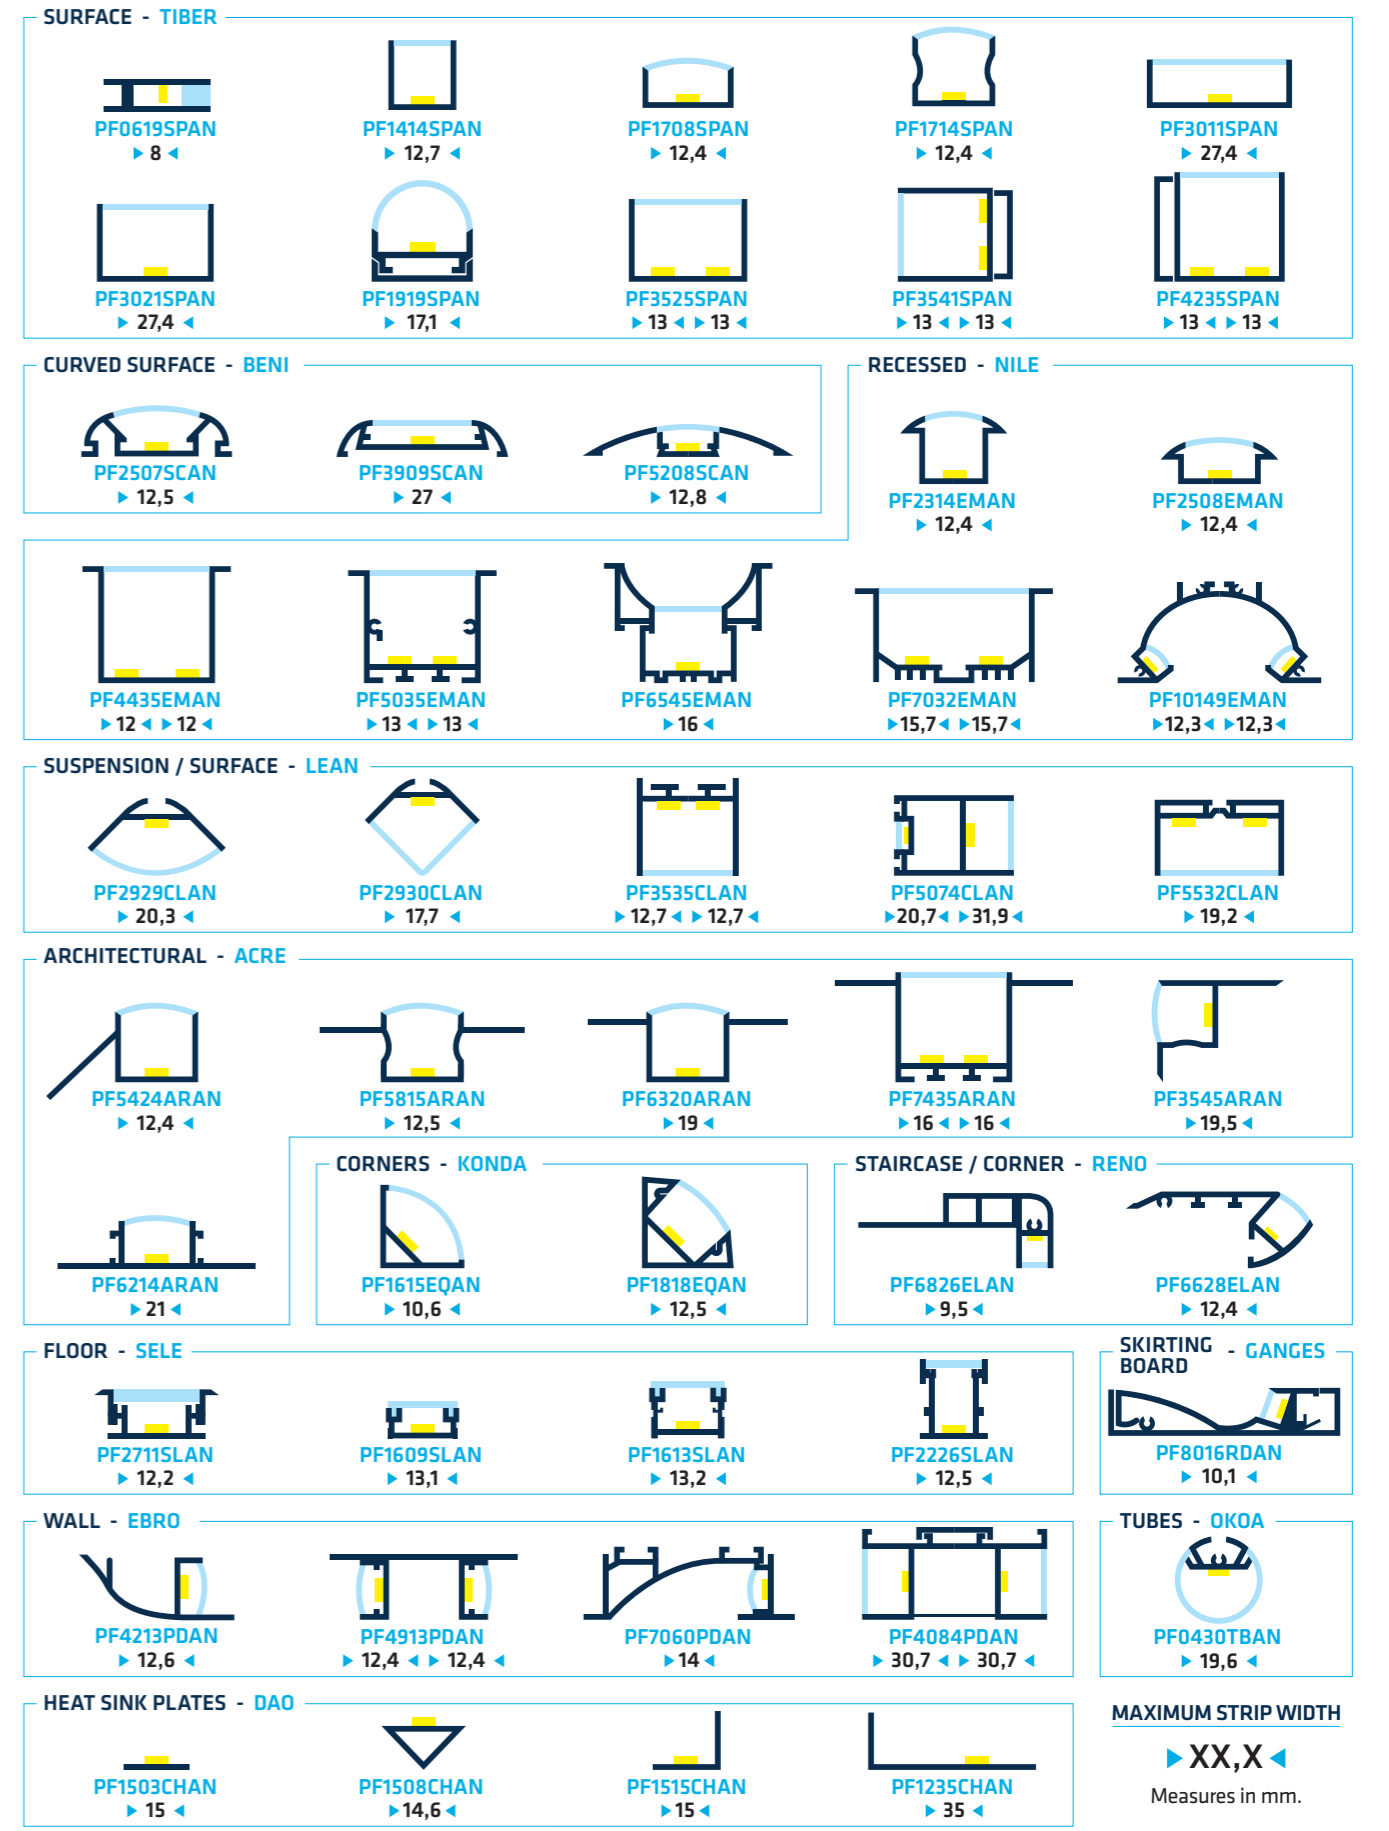 SURFACE - TIBER
PF0619SPAN PF1414SPAN PF1708SPAN PF1714SPAN PF3011SPAN
8 12,7 12,4 12,4 27,4
PF3021SPAN PF1919SPAN PF3525SPAN PF3541SPAN PF4235SPAN
27,4 17,1 13 13 13 13 13 13
CURVED SURFACE - BENI
PF2507SCAN PF3909SCAN PF5208SCAN
12,5 27 12,8
RECESSED - NILE
PF2314EMAN PF2508EMAN
12,4 12,4
PF4435EMAN PF5035EMAN PF6545EMAN PF7032EMAN PF10149EMAN
12 12 13 13 16 15,7 15,7 12,3 12,3
SUSPENSION / SURFACE - LEAN
PF2929CLAN PF2930CLAN PF3535CLAN PF5074CLAN PF5532CLAN
20,3 17,7 12,7 12,7 20,7 31,9 19,2
ARCHITECTURAL - ACRE
PF5424ARAN PF5815ARAN PF6320ARAN PF7435ARAN PF3545ARAN
12,4 12,5 19 16 16 19,5
PF6214ARAN
21
CORNERS - KONDA
PF1615EQAN PF1818EQAN
10,6 12,5
STAIRCASE / CORNER - RENO
PF6826ELAN PF6628ELAN
9,5 12,4
FLOOR - SELE
PF2711SLAN PF1609SLAN PF1613SLAN PF2226SLAN
12,2 13,1 13,2 12,5
SKIRTING
BOARD - GANGES
PF8016RDAN
10,1
WALL - EBRO
PF4213PDAN PF4913PDAN PF7060PDAN PF4084PDAN
12,6 12,4 12,4 14 30,7 30,7
TUBES - OKOA
PF0430TBAN
19,6
HEAT SINK PLATES - DAO
PF1503CHAN PF1508CHAN PF1515CHAN PF1235CHAN
15 14,6 15 35
MAXIMUM STRIP WIDTH
XX,X
Measures in mm.